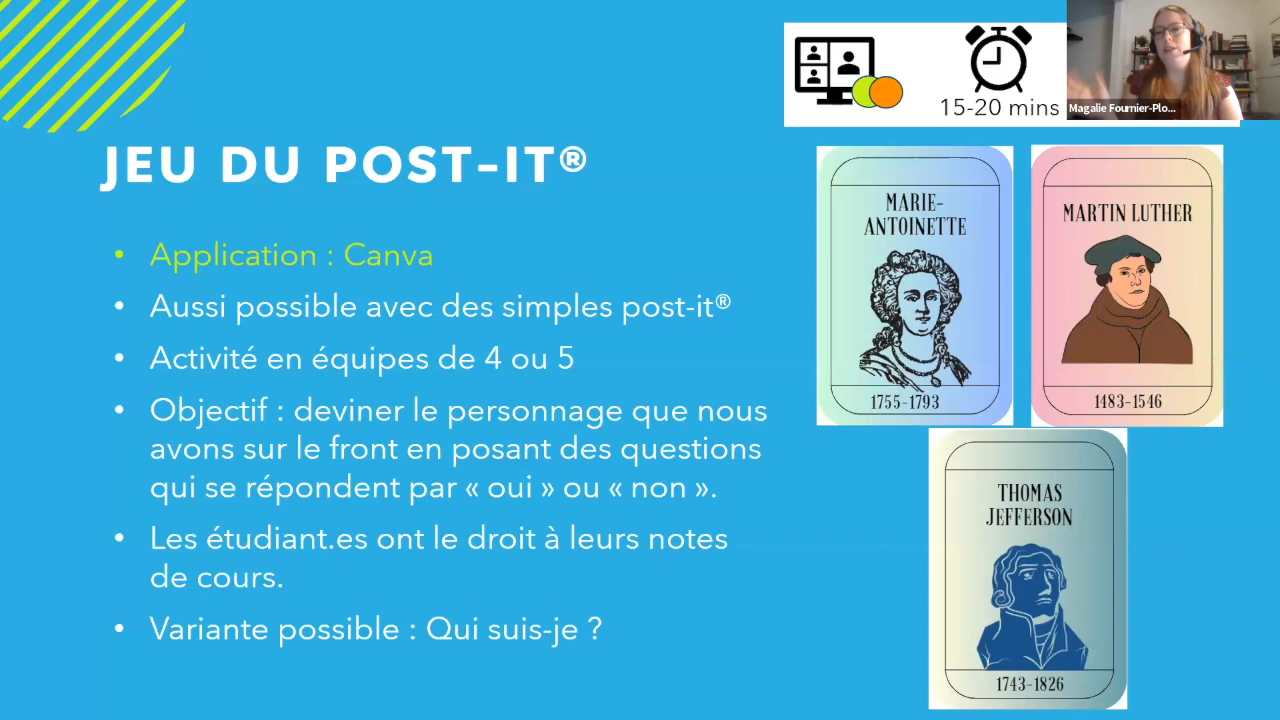 15-20 mins
Magalie Fournier-Plo...
JEU DU POST-IT®
• Application : Canva
• Aussi possible avec des simples post-it®
• Activité en équipes de 4 ou 5
• Objectif : deviner le personnage que nous
avons sur le front en posant des questions
qui se répondent par « oui » ou « non ».
• Les étudiant.es ont le droit à leurs notes
de cours.
• Variante possible : Qui suis-je ?
MARIE-
ANTOINETTE
1755-1793
MARTIN LUTHER
1483-1546
THOMAS
JEFFERSON
1743-1826